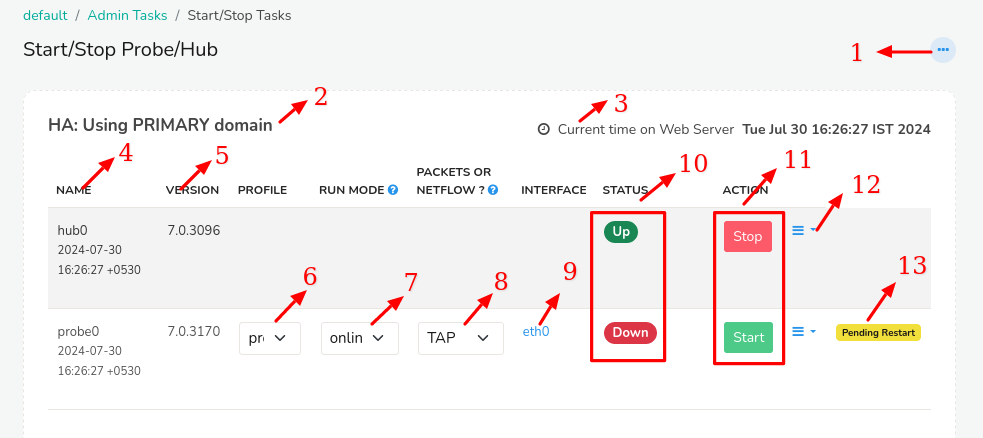 default / Admin Tasks / Start/Stop Tasks
Start/Stop Probe/Hub
1
HA: Using PRIMARY domain
2
3
Current time on Web Server Tue Jul 30 16:26:27 IST 2024
4
5
10
11
12
NAME VERSION PROFILE RUN MODE ? PACKETS OR NETFLOW ? ? INTERFACE STATUS ACTION
hub0 7.0.3096 Up Stop
2024-07-30
16:26:27 +0530
6
7
8
9
13
probe0 7.0.3170 pr onlin TAP eth0 Down Start Pending Restart
2024-07-30
16:26:27 +0530